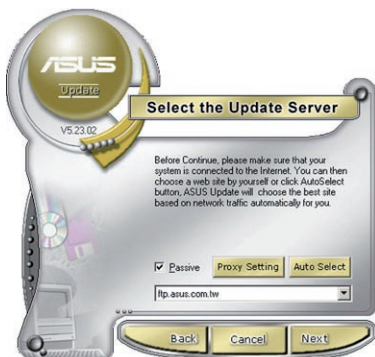 ASUS
Update
V5.23.02
Select the Update Server
Before Continue, please make sure that your
system is connected to the Internet. You can then
choose a web site by yourself or click AutoSelect
button, ASUS Update will choose the best site
based on network traffic automatically for you.
Passive
Proxy Setting
Auto Select
ftp.asus.com.tw
Back
Cancel
Next